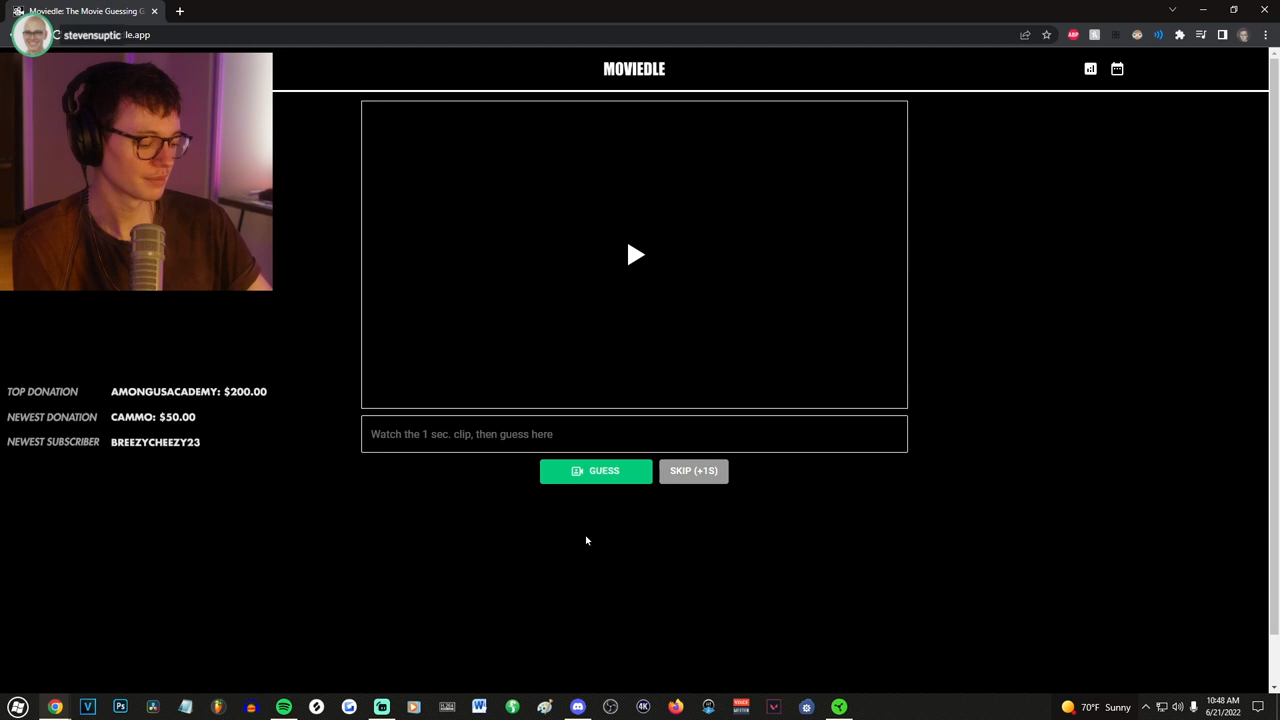 Moviedle: The Movie Guessing G
stevensuptic
le.app
MOVIEDLE
TOP DONATION AMONGUSACADEMY: $200.00
NEWEST DONATION CAMMO: $50.00
NEWEST SUBSCRIBER BREEZYCHEEZY23
Watch the 1 sec. clip, then guess here
GUESS
SKIP (+1S)
70°F Sunny
10:48 AM
6/21/2022